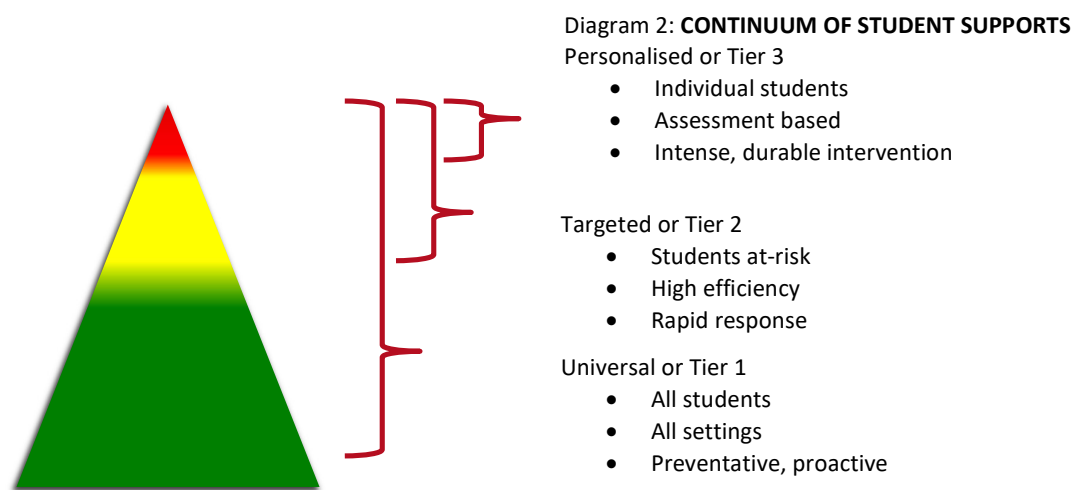 Diagram 2: CONTINUUM OF STUDENT SUPPORTS
Personalised or Tier 3
• Individual students
• Assessment based
• Intense, durable intervention
Targeted or Tier 2
• Students at-risk
• High efficiency
• Rapid response
Universal or Tier 1
• All students
• All settings
• Preventative, proactive